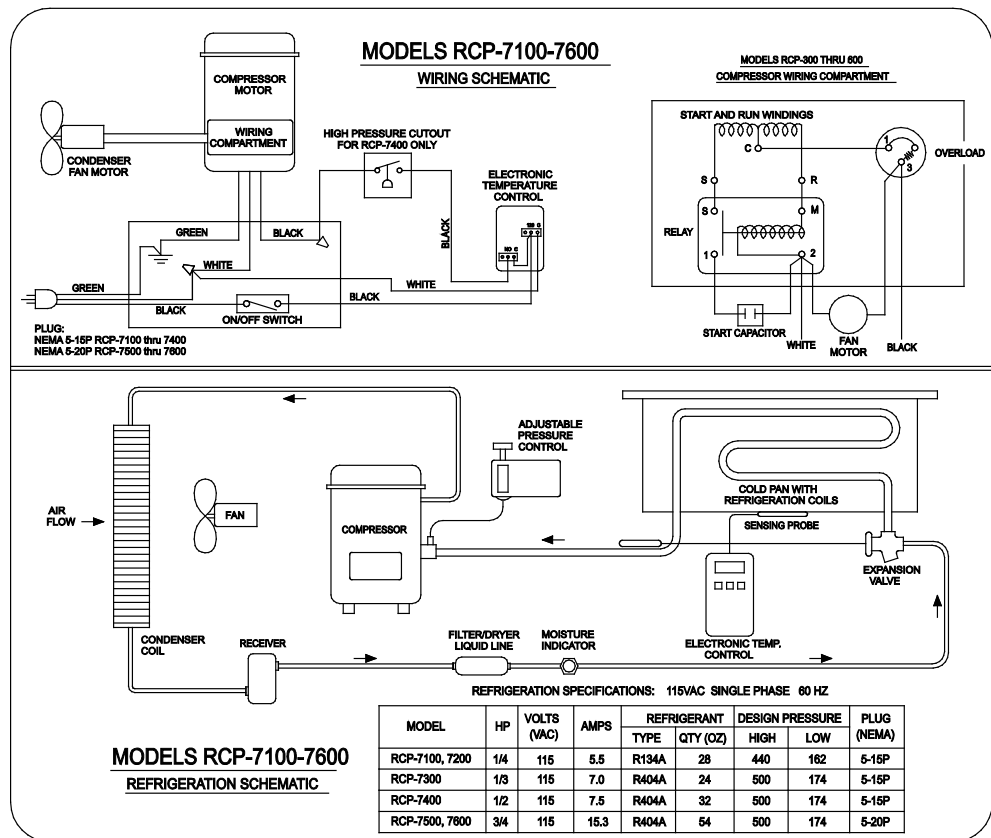 MODELS RCP-7100-7600
WIRING SCHEMATIC
COMPRESSOR
MOTOR
WIRING
COMPARTMENT
CONDENSER
FAN MOTOR
HIGH PRESSURE CUTOUT
FOR RCP-7400 ONLY
ELECTRONIC
TEMPERATURE
CONTROL
115 C
NO C
GREEN
BLACK
BLACK
WHITE
WHITE
GREEN
BLACK
BLACK
ON/OFF SWITCH
PLUG:
NEMA 5-15P RCP-7100 thru 7400
NEMA 5-20P RCP-7500 thru 7600
MODELS RCP-300 THRU 600
COMPRESSOR WIRING COMPARTMENT
START AND RUN WINDINGS
C
1
3
OVERLOAD
S
R
S
M
RELAY
1
2
START CAPACITOR
WHITE
FAN
MOTOR
BLACK
AIR
FLOW
FAN
COMPRESSOR
ADJUSTABLE
PRESSURE
CONTROL
COLD PAN WITH
REFRIGERATION COILS
SENSING PROBE
EXPANSION
VALVE
ELECTRONIC TEMP.
CONTROL
CONDENSER
COIL
RECEIVER
FILTER/DRYER
LIQUID LINE
MOISTURE
INDICATOR
REFRIGERATION SPECIFICATIONS: 115VAC SINGLE PHASE 60 HZ
MODEL HP VOLTS (VAC) AMPS REFRIGERANT DESIGN PRESSURE PLUG (NEMA)
TYPE QTY (OZ) HIGH LOW
RCP-7100, 7200 1/4 115 5.5 R134A 28 440 162 5-15P
RCP-7300 1/3 115 7.0 R404A 24 500 174 5-15P
RCP-7400 1/2 115 7.5 R404A 32 500 174 5-15P
RCP-7500, 7600 3/4 115 15.3 R404A 54 500 174 5-20P
MODELS RCP-7100-7600
REFRIGERATION SCHEMATIC